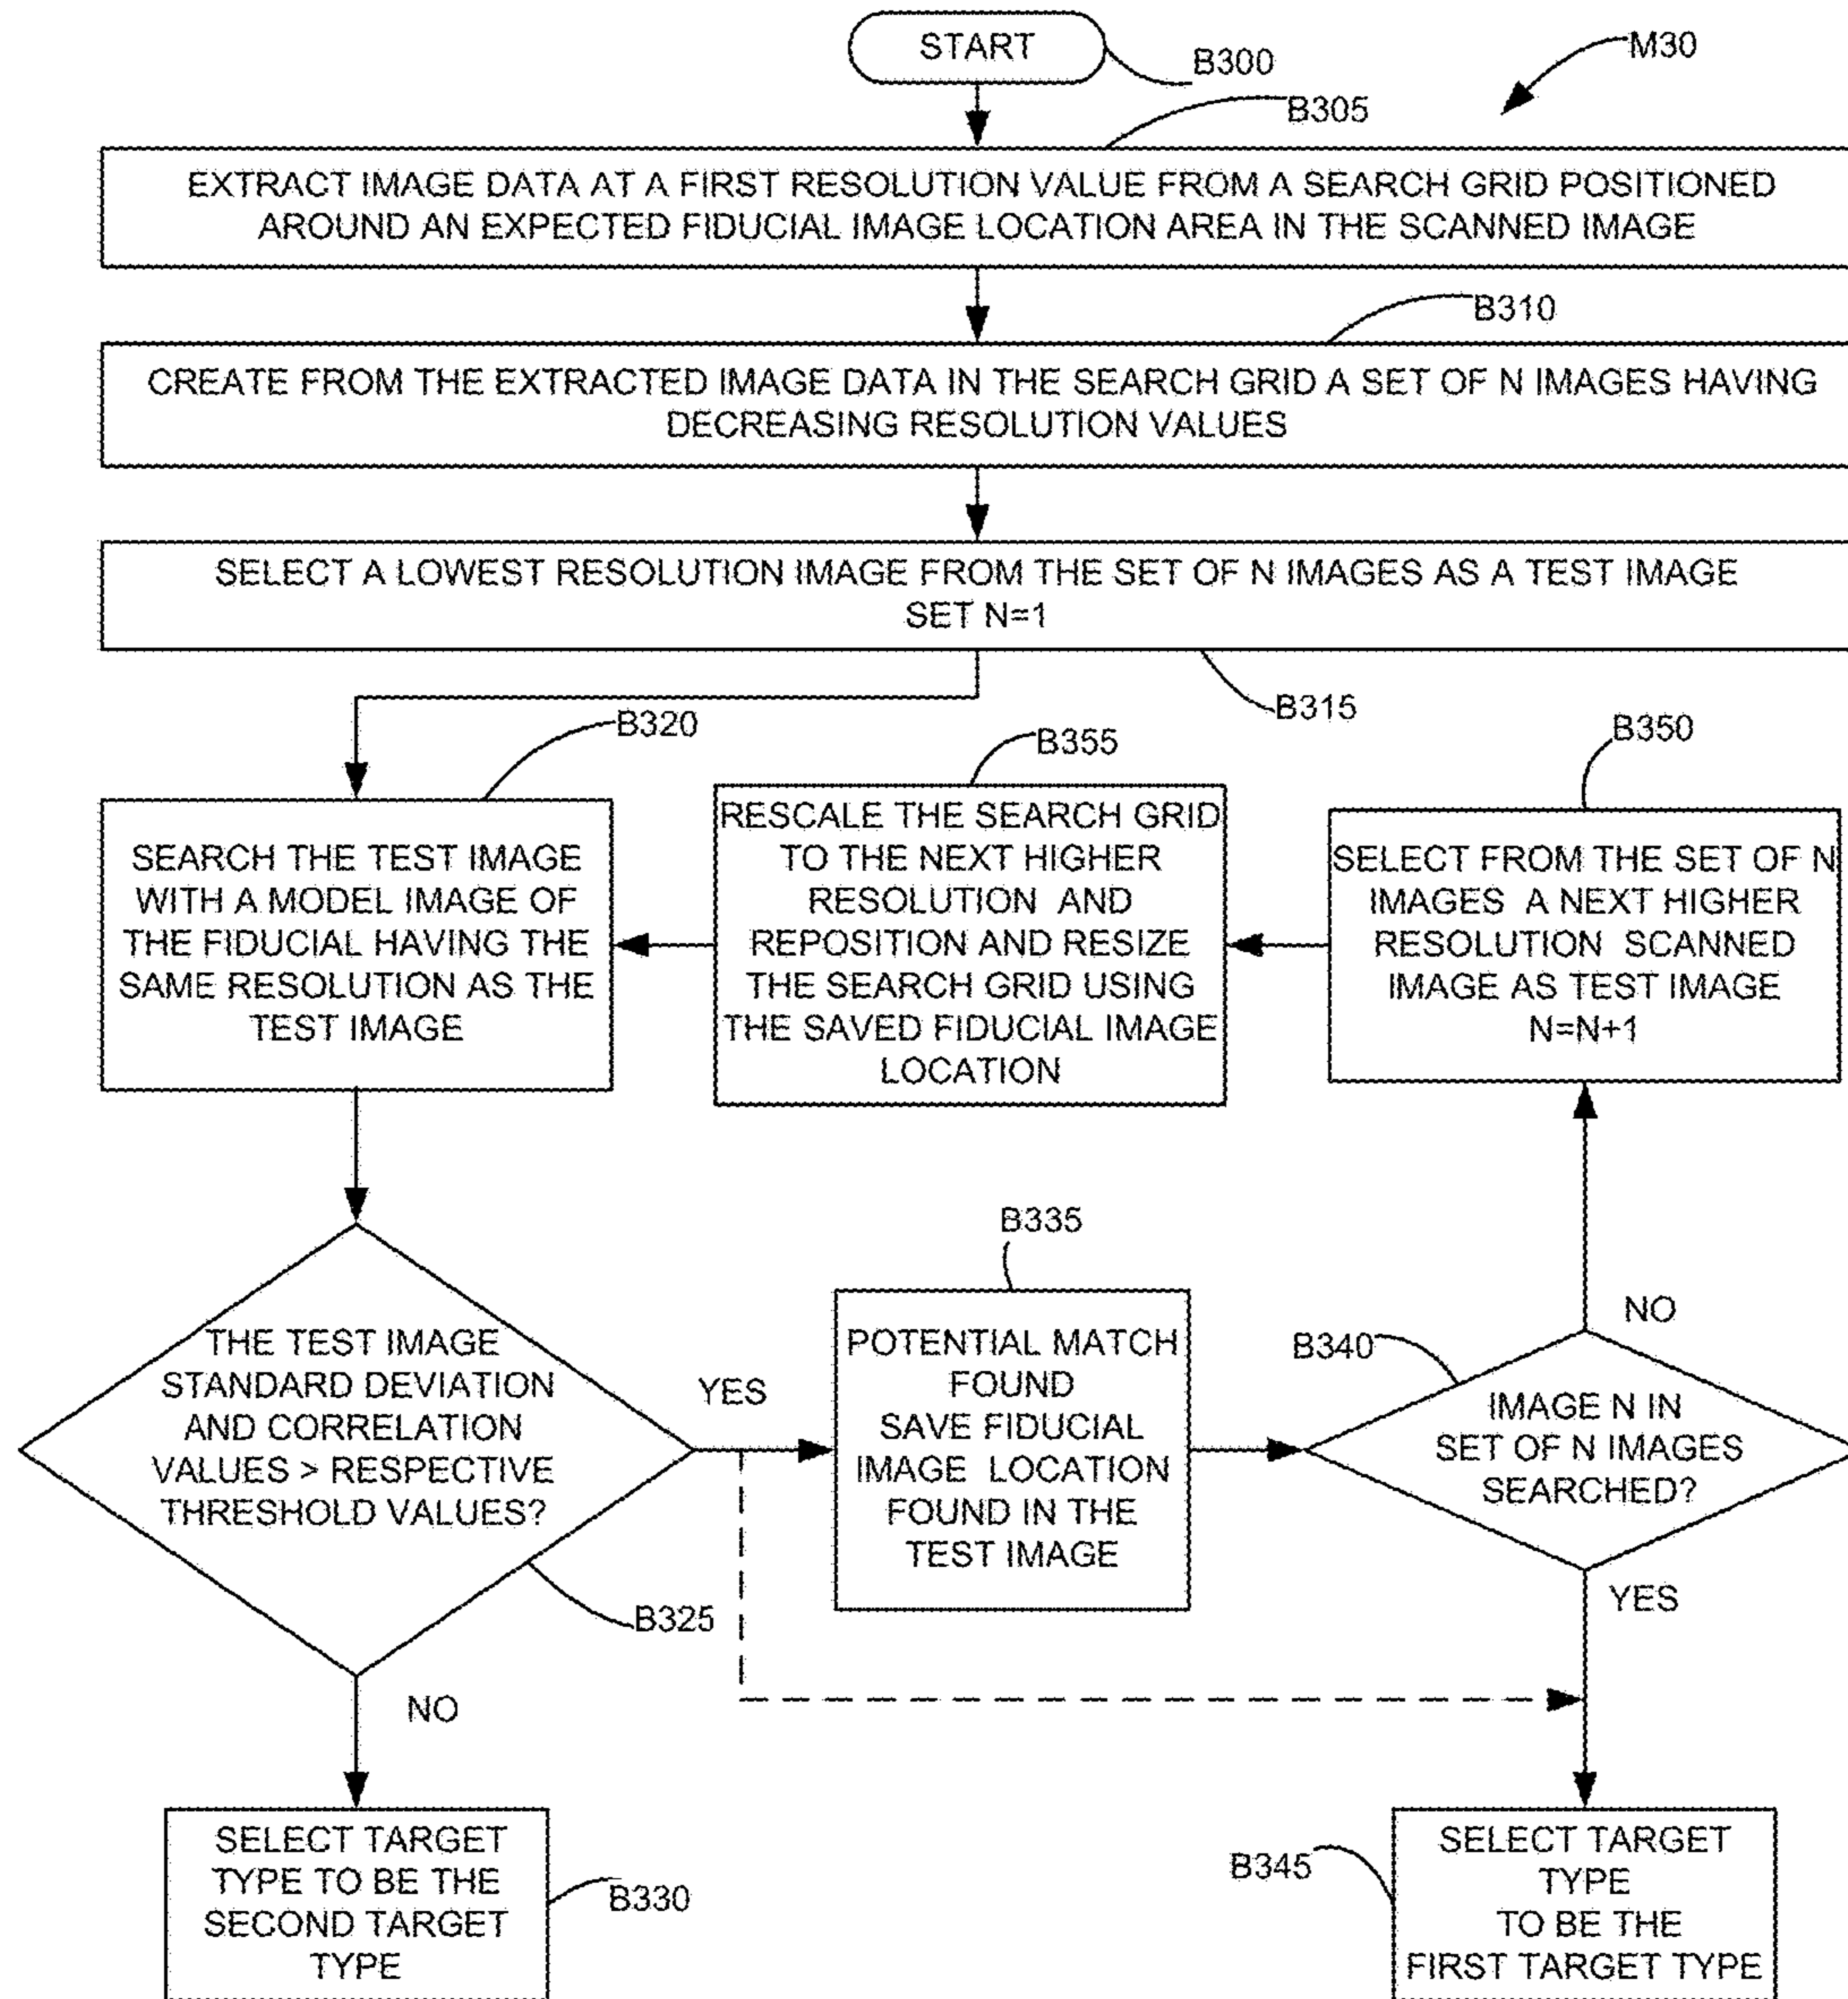 START
B300
M30
B305
EXTRACT IMAGE DATA AT A FIRST RESOLUTION VALUE FROM A SEARCH GRID POSITIONED
AROUND AN EXPECTED FIDUCIAL IMAGE LOCATION AREA IN THE SCANNED IMAGE
B310
CREATE FROM THE EXTRACTED IMAGE DATA IN THE SEARCH GRID A SET OF N IMAGES HAVING
DECREASING RESOLUTION VALUES
SELECT A LOWEST RESOLUTION IMAGE FROM THE SET OF N IMAGES AS A TEST IMAGE
SET N=1
B315
B320
SEARCH THE TEST IMAGE
WITH A MODEL IMAGE OF
THE FIDUCIAL HAVING THE
SAME RESOLUTION AS THE
TEST IMAGE
B355
RESCALE THE SEARCH GRID
TO THE NEXT HIGHER
RESOLUTION AND
REPOSITION AND RESIZE
THE SEARCH GRID USING
THE SAVED FIDUCIAL IMAGE
LOCATION
B350
SELECT FROM THE SET OF N
IMAGES A NEXT HIGHER
RESOLUTION SCANNED
IMAGE AS TEST IMAGE
N=N+1
THE TEST IMAGE
STANDARD DEVIATION
AND CORRELATION
VALUES > RESPECTIVE
THRESHOLD VALUES?
B325
YES
NO
B335
POTENTIAL MATCH
FOUND
SAVE FIDUCIAL
IMAGE LOCATION
FOUND IN THE
TEST IMAGE
B340
NO
IMAGE N IN
SET OF N IMAGES
SEARCHED?
YES
SELECT TARGET
TYPE TO BE THE
SECOND TARGET
TYPE
B330
B345
SELECT TARGET
TYPE
TO BE THE
FIRST TARGET TYPE